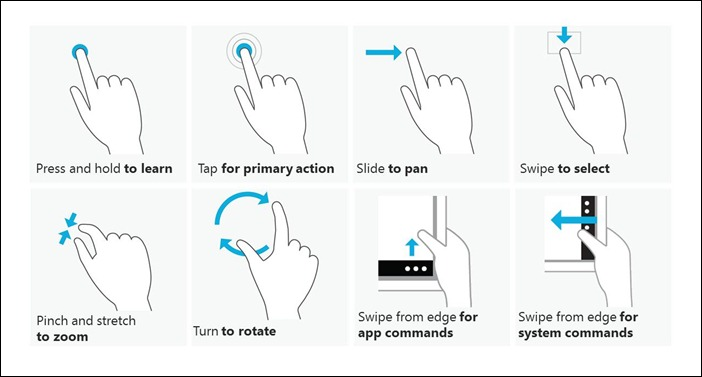 Press and hold to learn
Tap for primary action
Slide to pan
Swipe to select
Pinch and stretch
to zoom
Turn to rotate
Swipe from edge for
app commands
Swipe from edge for
system commands